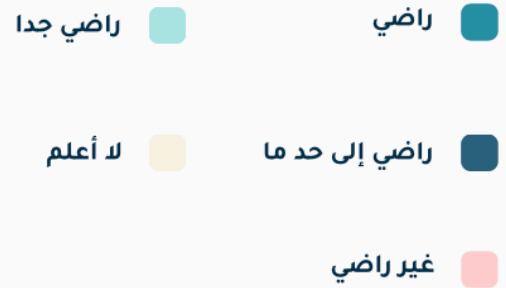 راضي
راضي جدا
راضي إلى حد ما
لا أعلم
غير راضي